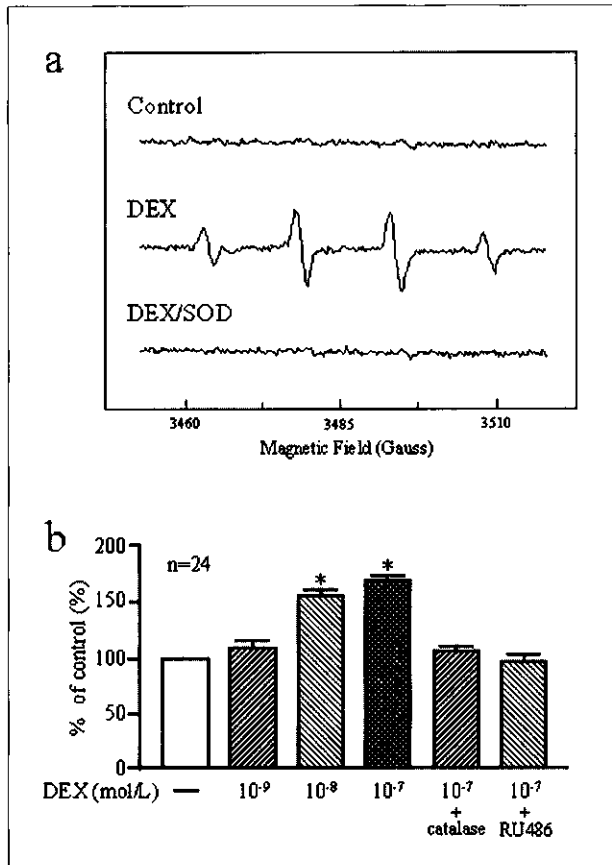 a
Control
DEX
DEX/SOD
3460 3485 3510
Magnetic Field (Gauss)
b
% of control (%)
200
150
100
50
0
n=24
*
*
DEX (mol/L) — 10⁻⁹ 10⁻⁸ 10⁻⁷ 10⁻⁷ 10⁻⁷
+ +
catalase RU486